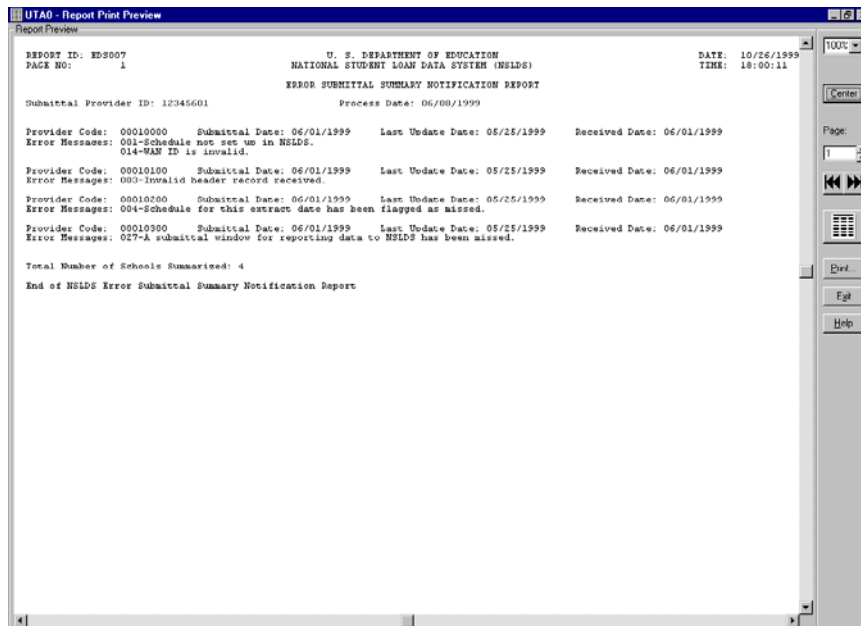 UTA0 - Report Print Preview
Report Preview
REPORT ID: EDS007 U. S. DEPARTMENT OF EDUCATION DATE: 10/26/1999
PAGE NO: 1 NATIONAL STUDENT LOAN DATA SYSTEM (NSLDS) TIME: 18:00:11
ERROR SUBMITTAL SUMMARY NOTIFICATION REPORT
Submittal Provider ID: 12345601 Process Date: 06/08/1999
Provider Code: 00010000 Submittal Date: 06/01/1999 Last Update Date: 05/25/1999 Received Date: 06/01/1999
Error Messages: 001-Schedule not set up in NSLDS.
014-WAN ID is invalid.
Provider Code: 00010100 Submittal Date: 06/01/1999 Last Update Date: 05/25/1999 Received Date: 06/01/1999
Error Messages: 003-Invalid header record received.
Provider Code: 00010200 Submittal Date: 06/01/1999 Last Update Date: 05/25/1999 Received Date: 06/01/1999
Error Messages: 004-Schedule for this extract date has been flagged as missed.
Provider Code: 00010300 Submittal Date: 06/01/1999 Last Update Date: 05/25/1999 Received Date: 06/01/1999
Error Messages: 027-A submittal window for reporting data to NSLDS has been missed.
Total Number of Schools Summarized: 4
End of NSLDS Error Submittal Summary Notification Report
100%
Center
Page:
1
Print...
Exit
Help